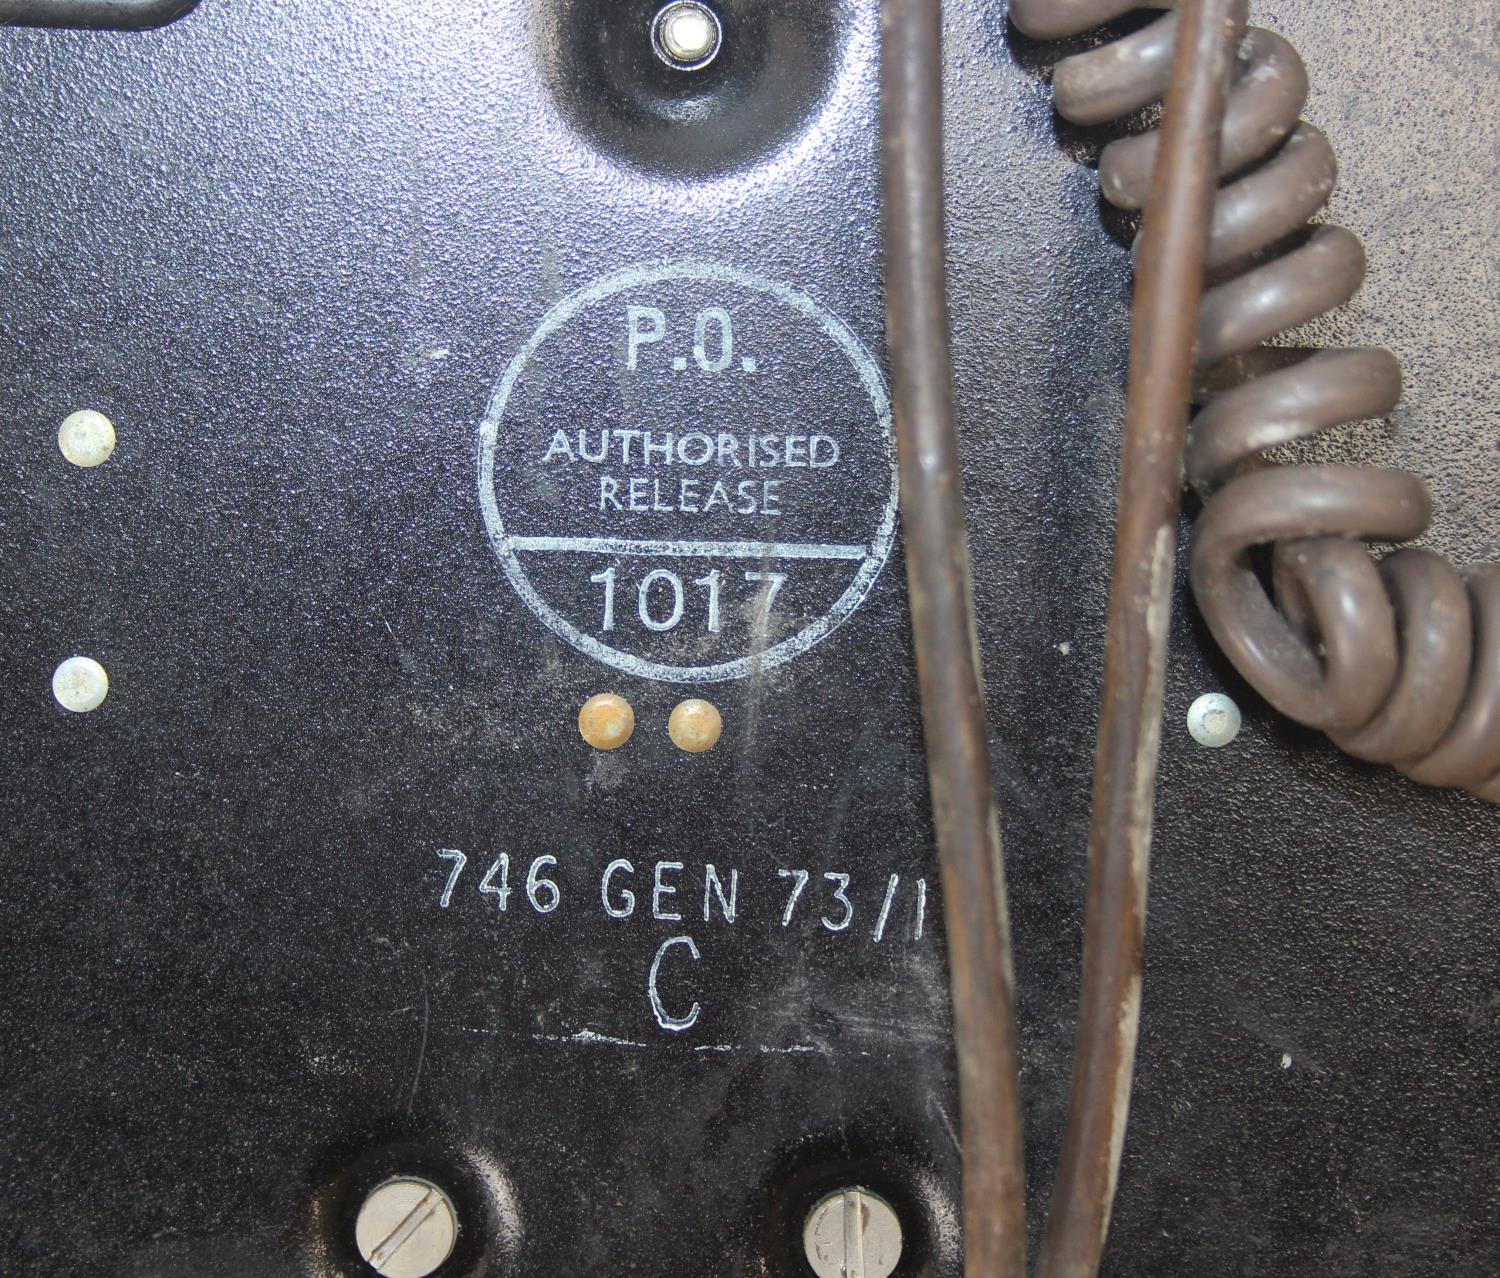 P.O.
AUTHORISED
RELEASE
1017
746 GEN 73/1
C